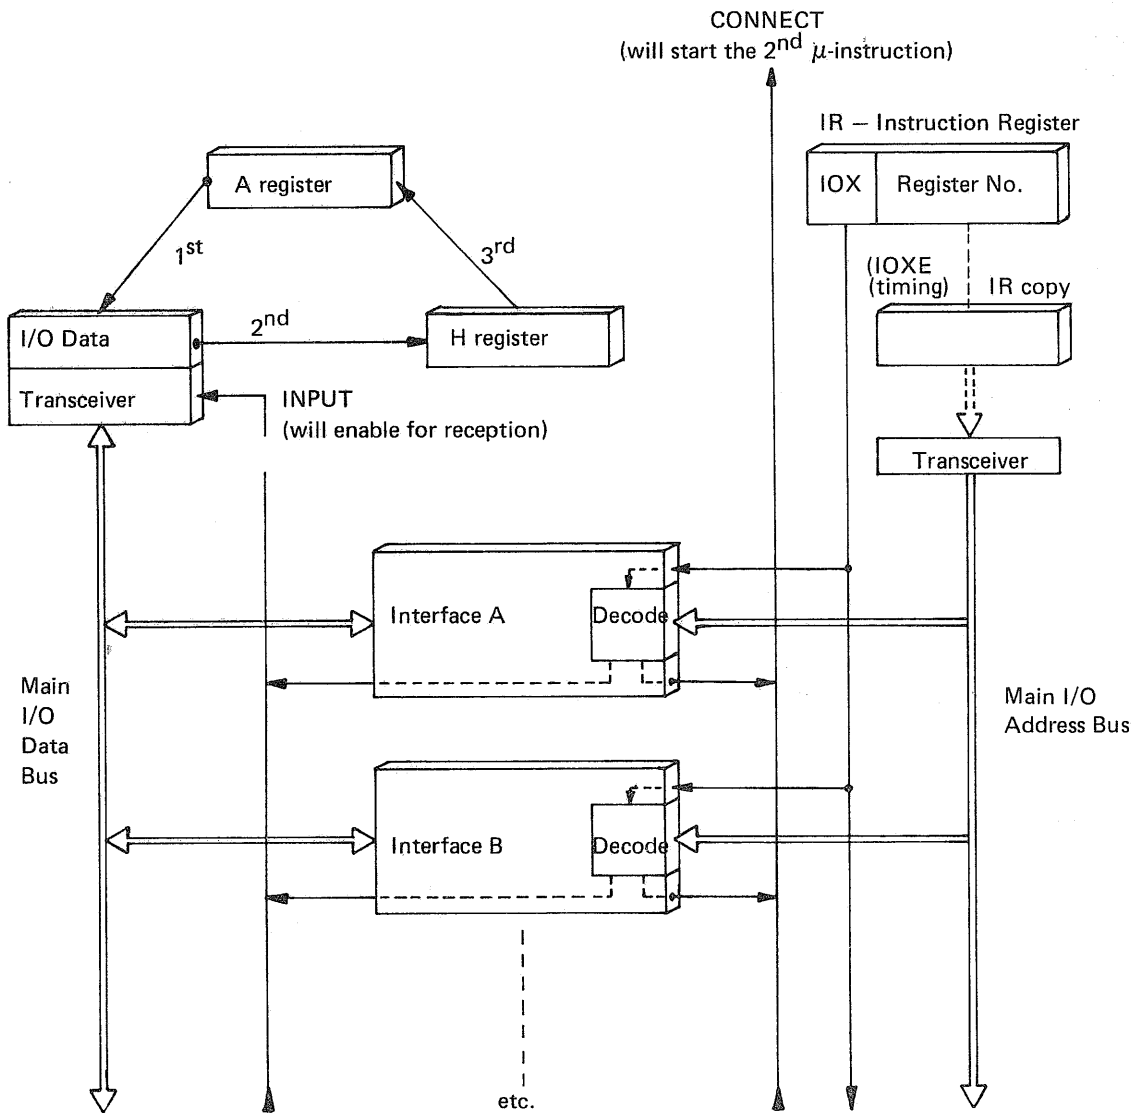 CONNECT
(will start the 2nd μ-instruction)
IR – Instruction Register
IOX
Register No.
A register
1st
3rd
(IOXE
(timing)
IR copy
I/O Data
2nd
H register
Transceiver
INPUT
(will enable for reception)
Transceiver
Interface A
Decode
Main
I/O
Data
Bus
Main I/O
Address Bus
Interface B
Decode
etc.